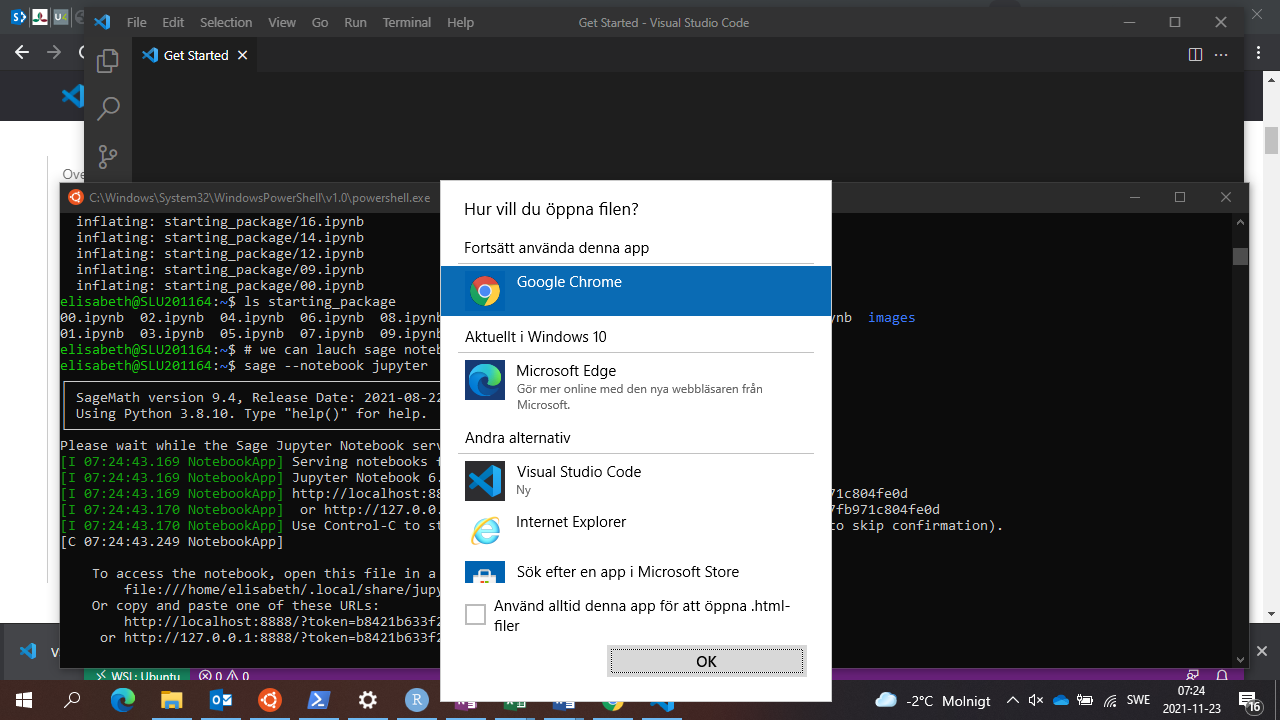 File Edit Selection View Go Run Terminal Help Get Started - Visual Studio Code
Get Started
C:\Windows\System32\WindowsPowerShell\v1.0\powershell.exe
inflating: starting_package/16.ipynb
inflating: starting_package/14.ipynb
inflating: starting_package/12.ipynb
inflating: starting_package/09.ipynb
inflating: starting_package/00.ipynb
elisabeth@SLU201164:~$ ls starting_package
00.ipynb 02.ipynb 04.ipynb 06.ipynb 08.ipynb images
01.ipynb 03.ipynb 05.ipynb 07.ipynb 09.ipynb
elisabeth@SLU201164:~$ # we can lauch sage
elisabeth@SLU201164:~$ sage --notebook jupyter
SageMath version 9.4, Release Date: 2021-08-22
Using Python 3.8.10. Type "help()" for help.
Please wait while the Sage Jupyter Notebook
[I 07:24:43.169 NotebookApp] Serving notebooks
[I 07:24:43.169 NotebookApp] Jupyter Notebook 6.
[I 07:24:43.169 NotebookApp] http://localhost:88 71c804fe0d
[I 07:24:43.170 NotebookApp] or http://127.0.0. 7fb971c804fe0d
[I 07:24:43.170 NotebookApp] Use Control-C to to skip confirmation).
[C 07:24:43.249 NotebookApp]
To access the notebook, open this file in a
file:///home/elisabeth/.local/share/jupy
Or copy and paste one of these URLs:
http://localhost:8888/?token=b8421b633f2
or http://127.0.0.1:8888/?token=b8421b633f2
Hur vill du öppna filen?
Fortsätt använda denna app
Google Chrome
Aktuellt i Windows 10
Microsoft Edge
Gör mer online med den nya webbläsaren från
Microsoft.
Andra alternativ
Visual Studio Code
Ny
Internet Explorer
Sök efter en app i Microsoft Store
Använd alltid denna app för att öppna .html-
filer
OK
WSL: Ubuntu 0 0
-2°C Molnigt SWE 07:24
2021-11-23 16